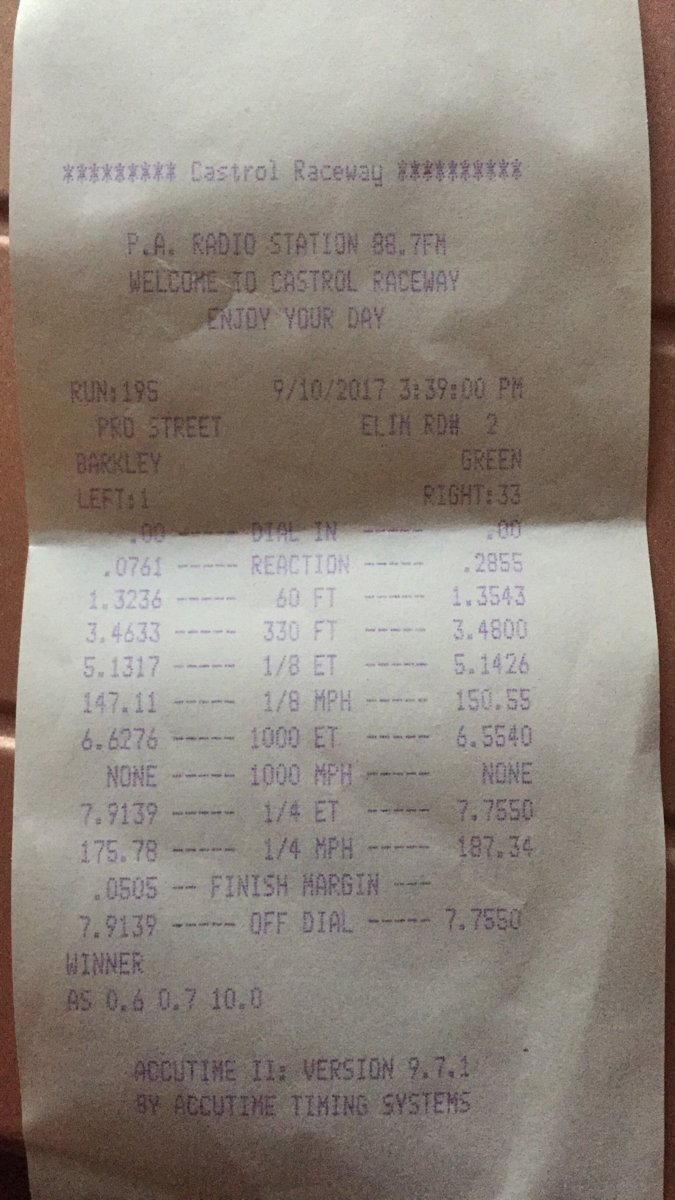 ********* Castrol Raceway **********
P.A. RADIO STATION 88.7FM
WELCOME TO CASTROL RACEWAY
ENJOY YOUR DAY
RUN:195 9/10/2017 3:39:00 PM
PRO STREET ELIM RD# 2
BARKLEY GREEN
LEFT:1 RIGHT:33
.00 ----- DIAL IN ----- .00
.0761 ----- REACTION ----- .2855
1.3236 ----- 60 FT ----- 1.3543
3.4633 ----- 330 FT ----- 3.4800
5.1317 ----- 1/8 ET ----- 5.1426
147.11 ----- 1/8 MPH ----- 150.55
6.6276 ----- 1000 ET ----- 6.5540
NONE ----- 1000 MPH ----- NONE
7.9139 ----- 1/4 ET ----- 7.7550
175.78 ----- 1/4 MPH ----- 187.34
.0505 -- FINISH MARGIN ---
7.9139 ----- OFF DIAL ----- 7.7550
WINNER
AS 0.6 0.7 10.0
ACCUTIME II: VERSION 9.7.1
BY ACCUTIME TIMING SYSTEMS